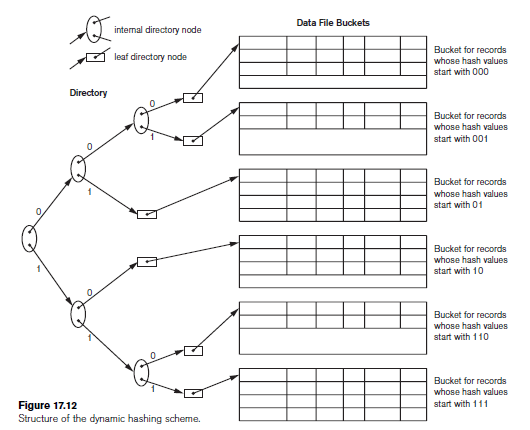 internal directory node
leaf directory node
Data File Buckets
Directory
Bucket for records
whose hash values
start with 000
Bucket for records
whose hash values
start with 001
Bucket for records
whose hash values
start with 01
Bucket for records
whose hash values
start with 10
Bucket for records
whose hash values
start with 110
Bucket for records
whose hash values
start with 111
0
1
0
1
0
1
0
1
0
1
Figure 17.12
Structure of the dynamic hashing scheme.